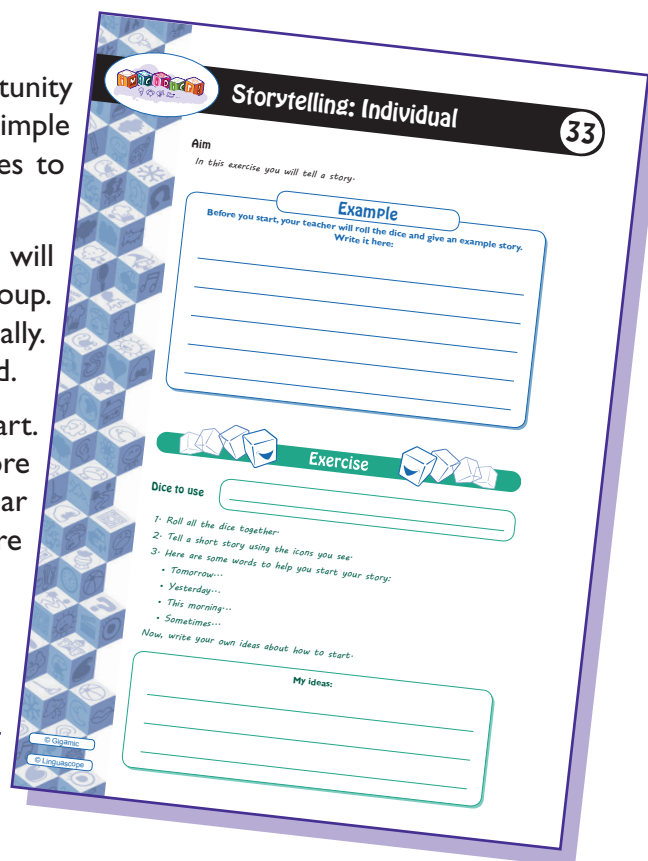 tunity
imple
es to
will
oup.
ally.
d.
art.
ore
ar
re
.
Storytelling: Individual
33
Aim
In this exercise you will tell a story.
Example
Before you start, your teacher will roll the dice and give an example story.
Write it here:
Exercise
Dice to use
1. Roll all the dice together.
2. Tell a short story using the icons you see.
3. Here are some words to help you start your story:
• Tomorrow...
• Yesterday...
• This morning...
• Sometimes...
Now, write your own ideas about how to start.
My ideas:
© Gigamic
© Linguascope